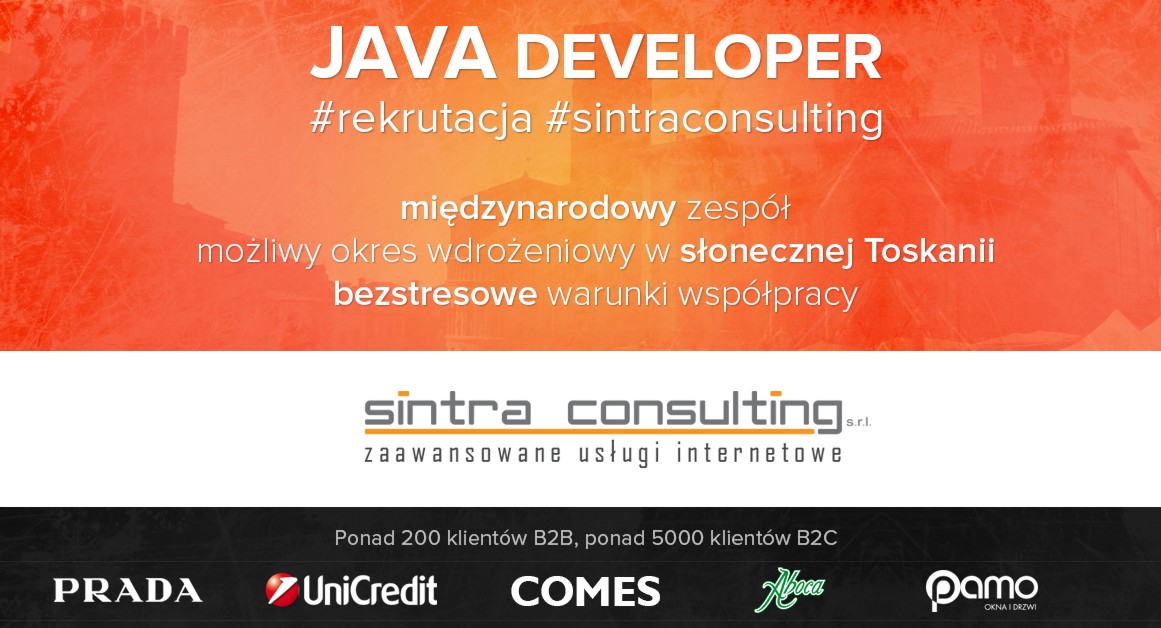 JAVA DEVELOPER
#rekrutacja #sintraconsulting
międzynarodowy zespół
możliwy okres wdrożeniowy w słonecznej Toskanii
bezstresowe warunki współpracy
sintra consulting s.r.l.
zaawansowane usługi internetowe
Ponad 200 klientów B2B, ponad 5000 klientów B2C
PRADA UniCredit COMES Aboca pamo
OKNA I DRZWI